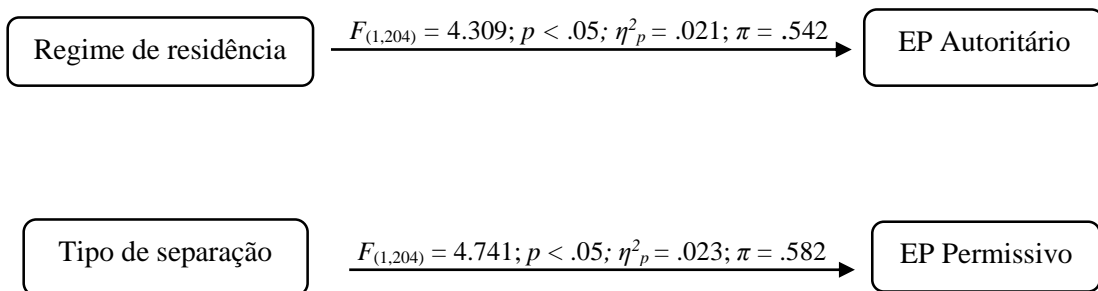 Regime de residência
F(1,204) = 4.309; p < .05; η²p = .021; π = .542
EP Autoritário
Tipo de separação
F(1,204) = 4.741; p < .05; η²p = .023; π = .582
EP Permissivo